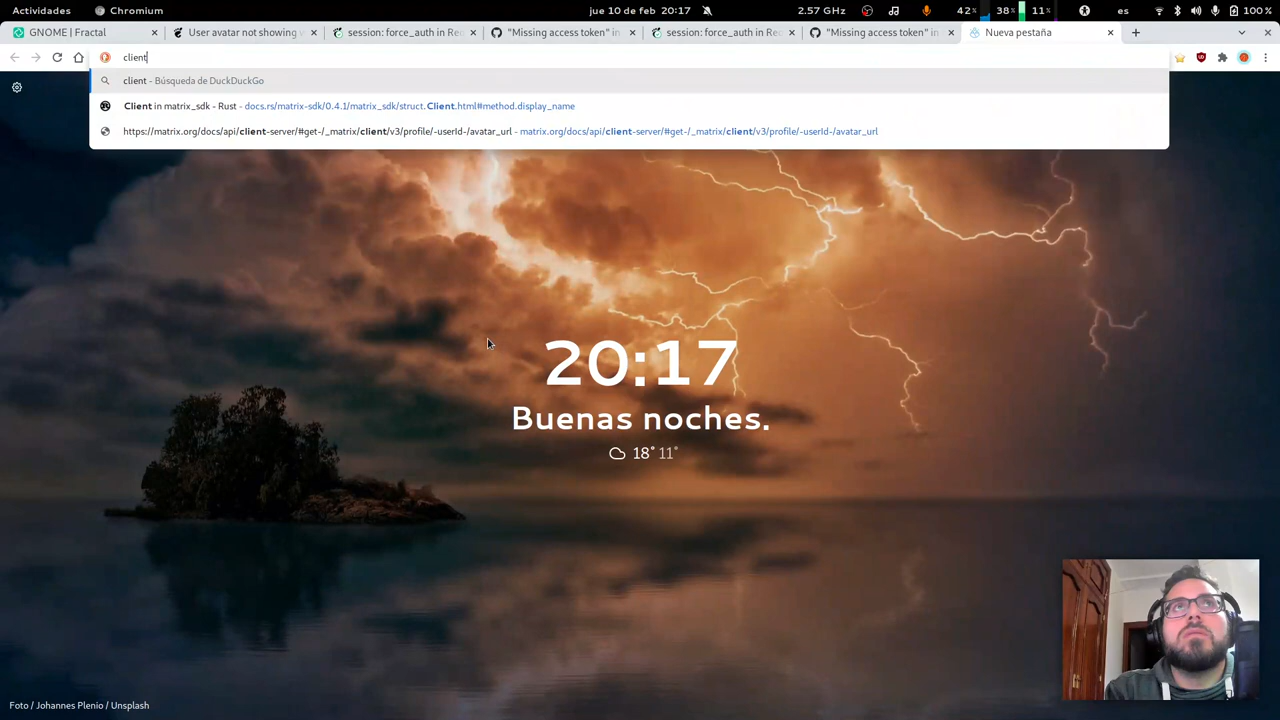 Actividades Chromium jue 10 de feb 20:17 2.57 GHz 42% 38% 11% es 100%
GNOME | Fractal User avatar not showing session: force_auth in Re "Missing access token" in session: force_auth in Re "Missing access token" in Nueva pestaña
client
client - Búsqueda de DuckDuckGo
Client in matrix_sdk - Rust - docs.rs/matrix-sdk/0.4.1/matrix_sdk/struct.Client.html#method.display_name
https://matrix.org/docs/api/client-server/#get-/_matrix/client/v3/profile/-userId-/avatar_url - matrix.org/docs/api/client-server/#get-/_matrix/client/v3/profile/-userId-/avatar_url
20:17
Buenas noches.
18° 11°
Foto / Johannes Plenio / Unsplash